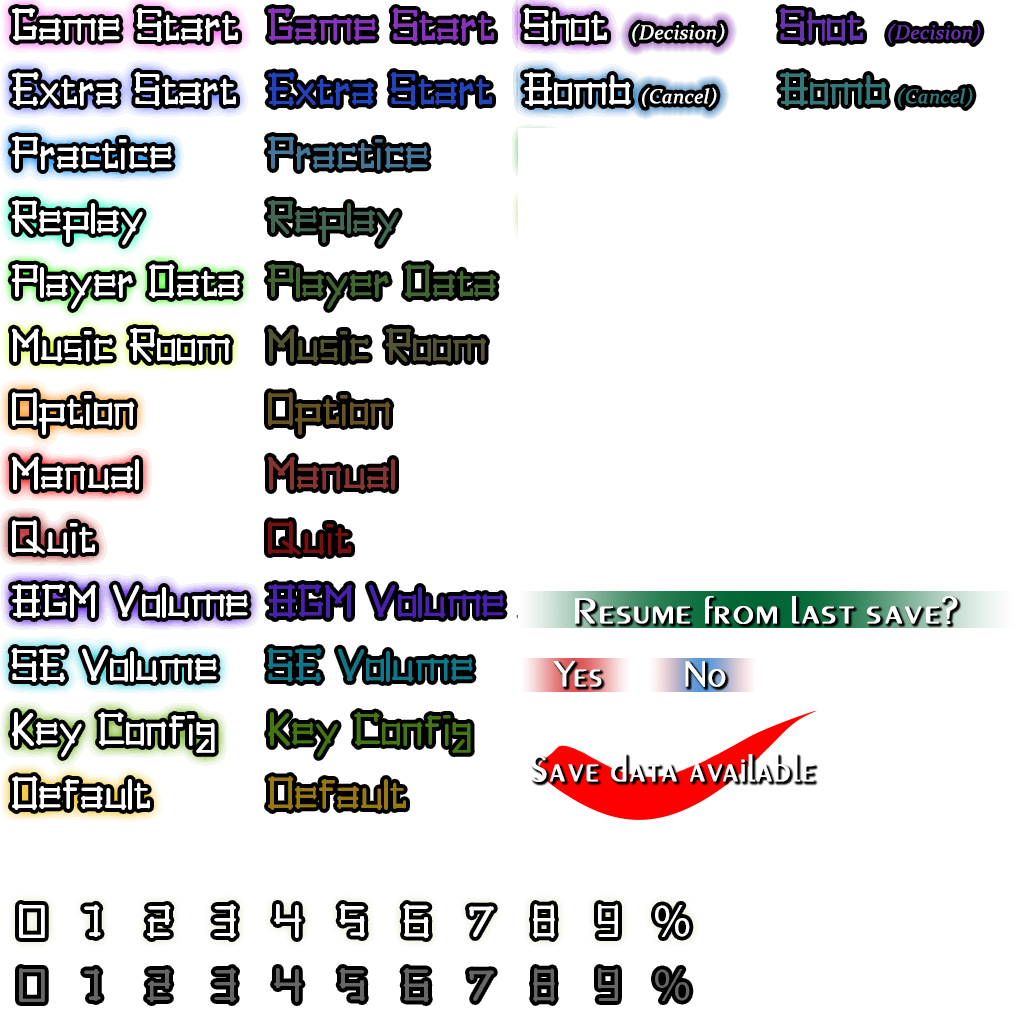 Game Start Game Start Shot (Decision) Shot (Decision)
Extra Start Extra Start Bomb (Cancel) Bomb (Cancel)
Practice Practice
Replay Replay
Player Data Player Data
Music Room Music Room
Option Option
Manual Manual
Quit Quit
BGM Volume BGM Volume
Resume from last save?
SE Volume SE Volume
Yes No
Key Config Key Config
Save data available
Default Default
0 1 2 3 4 5 6 7 8 9 %
0 1 2 3 4 5 6 7 8 9 %